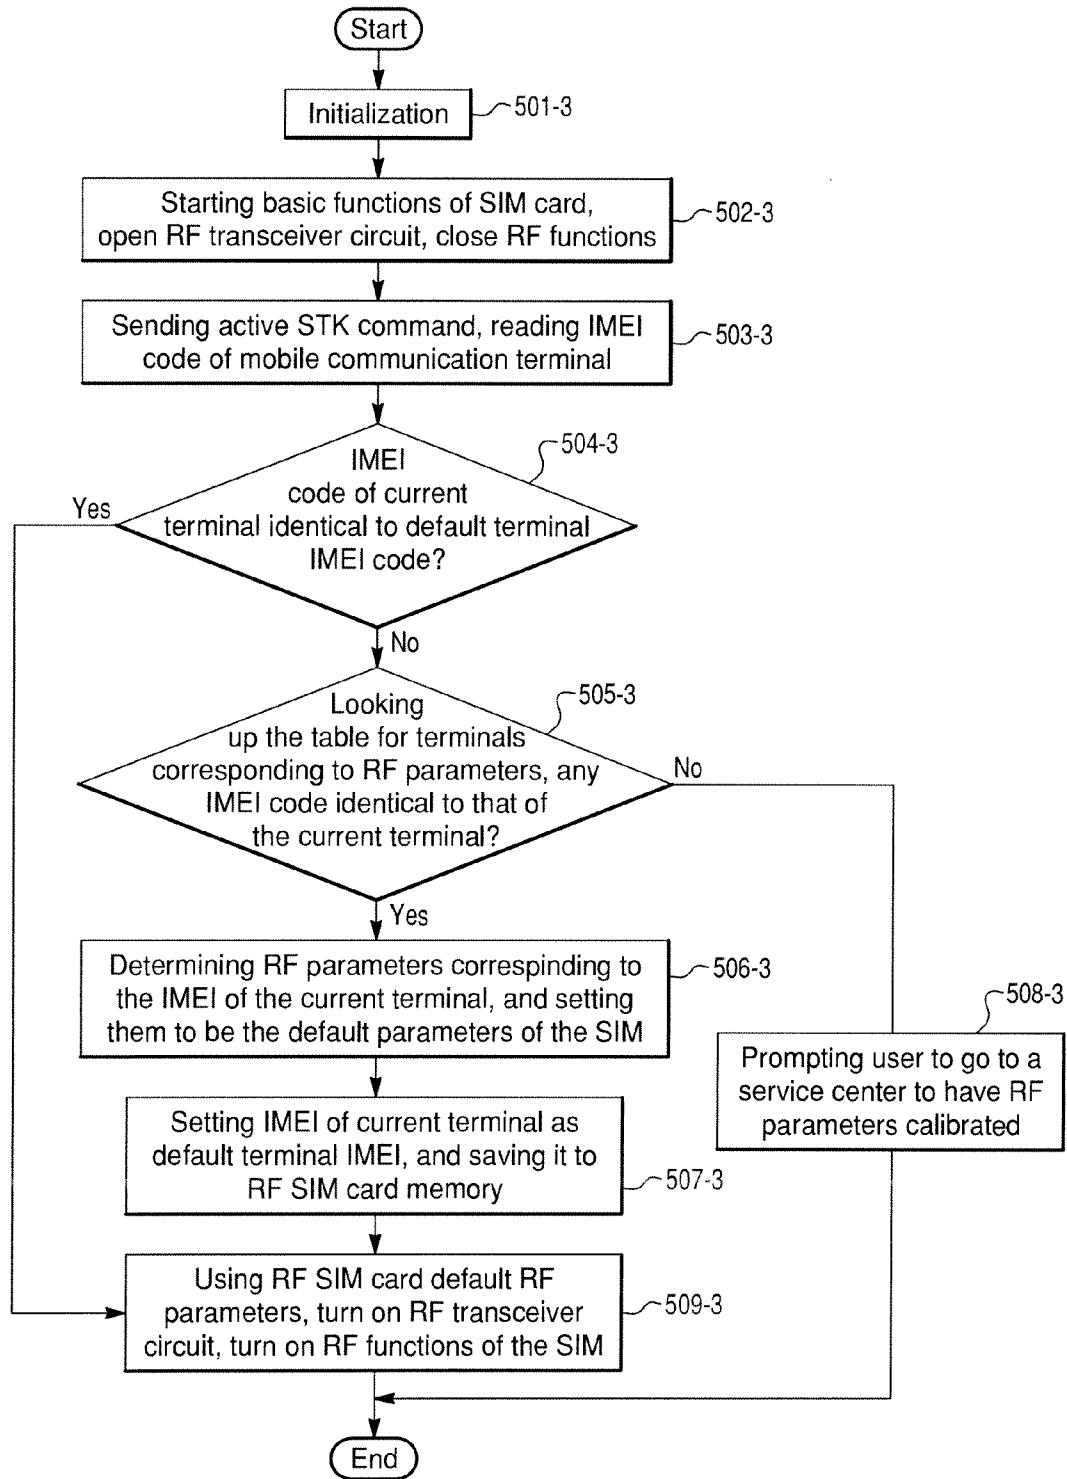 Start
Initialization
501-3
Starting basic functions of SIM card,
open RF transceiver circuit, close RF functions
502-3
Sending active STK command, reading IMEI
code of mobile communication terminal
503-3
504-3
IMEI
code of current
terminal identical to default terminal
IMEI code?
Yes
No
505-3
Looking
up the table for terminals
corresponding to RF parameters, any
IMEI code identical to that of
the current terminal?
No
Yes
Determining RF parameters correspinding to
the IMEI of the current terminal, and setting
them to be the default parameters of the SIM
506-3
508-3
Prompting user to go to a
service center to have RF
parameters calibrated
Setting IMEI of current terminal as
default terminal IMEI, and saving it to
RF SIM card memory
507-3
Using RF SIM card default RF
parameters, turn on RF transceiver
circuit, turn on RF functions of the SIM
509-3
End